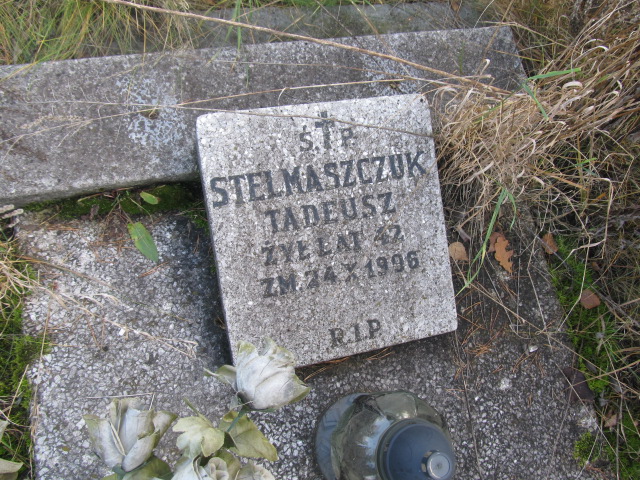 Ś†P
STELMASZCZUK
TADEUSZ
ŻYŁ LAT 42
ZM. 24 X 1996
R.I.P